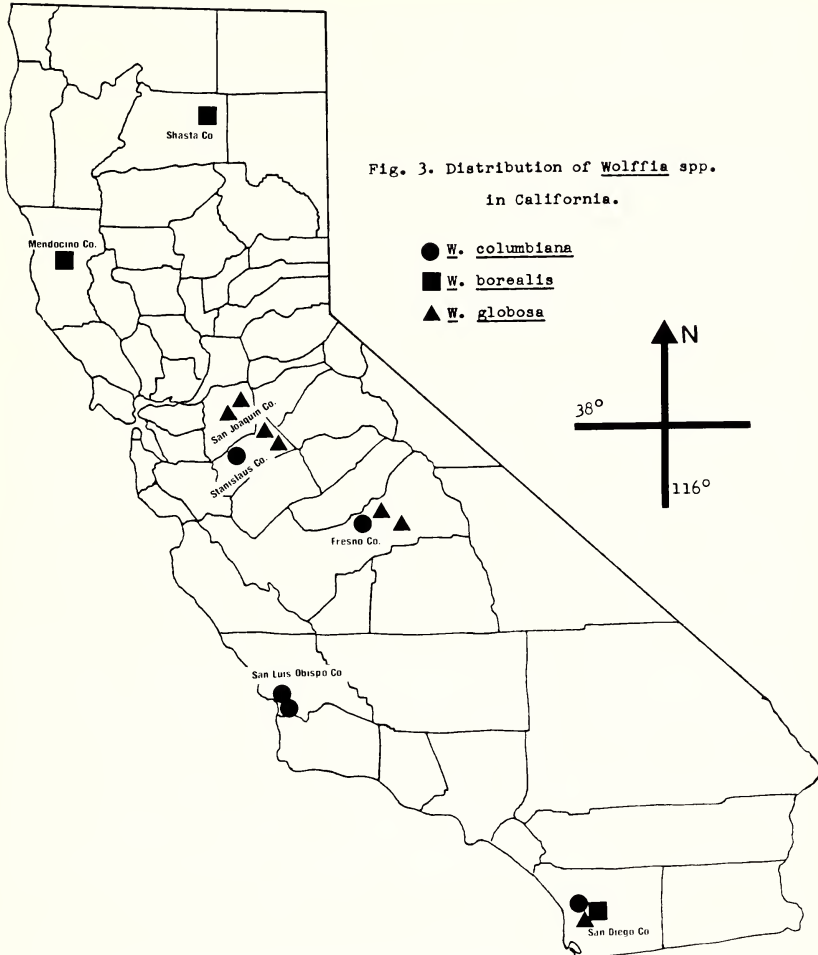 Shasta Co
Fig. 3. Distribution of Wolffia spp.
in California.
Mendocino Co.
W. columbiana
W. borealis
W. globosa
N
38°
116°
San Joaquin Co.
Stanislaus Co.
Fresno Co.
San Luis Obispo Co
San Diego Co